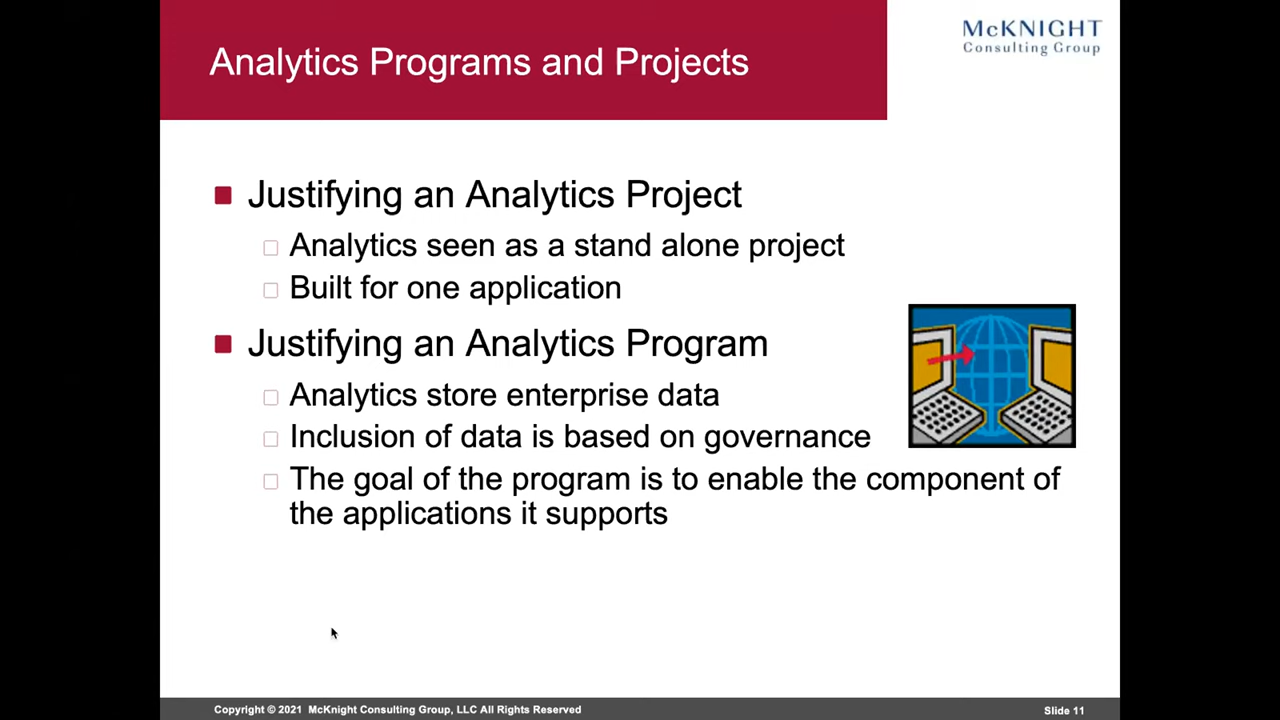 Analytics Programs and Projects
McKNIGHT
Consulting Group
Justifying an Analytics Project
Analytics seen as a stand alone project
Built for one application
Justifying an Analytics Program
Analytics store enterprise data
Inclusion of data is based on governance
The goal of the program is to enable the component of
the applications it supports
Copyright © 2021 McKnight Consulting Group, LLC All Rights Reserved
Slide 11